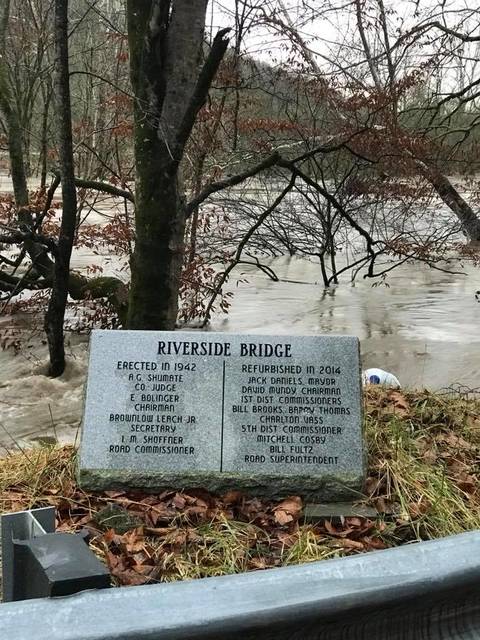 RIVERSIDE BRIDGE
ERECTED IN 1942
A.G. SHUMATE
CO. JUDGE
E BOLINGER
CHAIRMAN
BROWNLOW LEACH JR
SECRETARY
I. M. SHOFFNER
ROAD COMMISSIONER
REFURBISHED IN 2014
JACK DANIELS, MAYOR
DAVID MUNDY, CHAIRMAN
1ST DIST COMMISSIONERS
BILL BROOKS, BARRY THOMAS
CHARLTON VASS
5TH DIST COMMISSIONER
MITCHELL COSBY
BILL FULTZ
ROAD SUPERINTENDENT